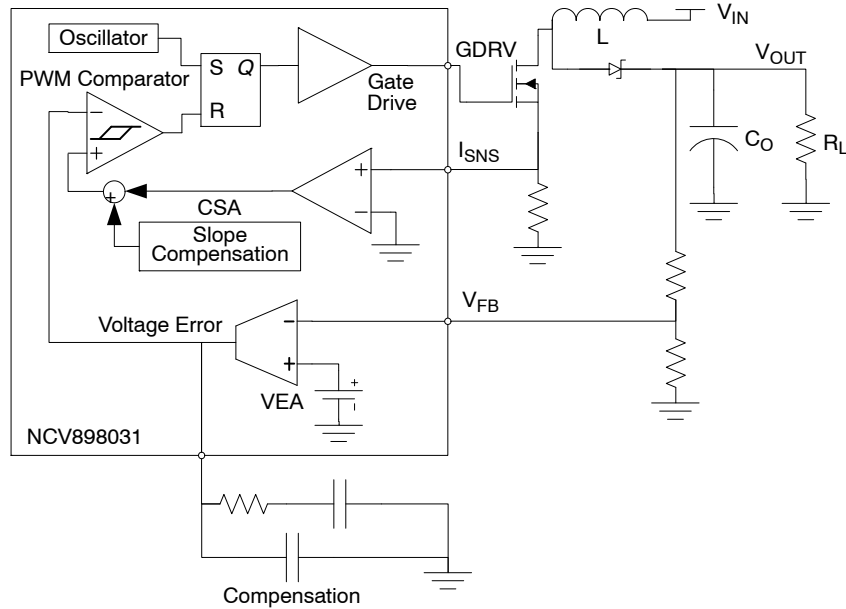 Oscillator
PWM Comparator
S Q
R
Gate
Drive
GDRV
L
VIN
VOUT
CO
RL
ISNS
CSA
Slope
Compensation
+
−
+
−
+
+
−
VFB
Voltage Error
−
+
VEA
NCV898031
Compensation